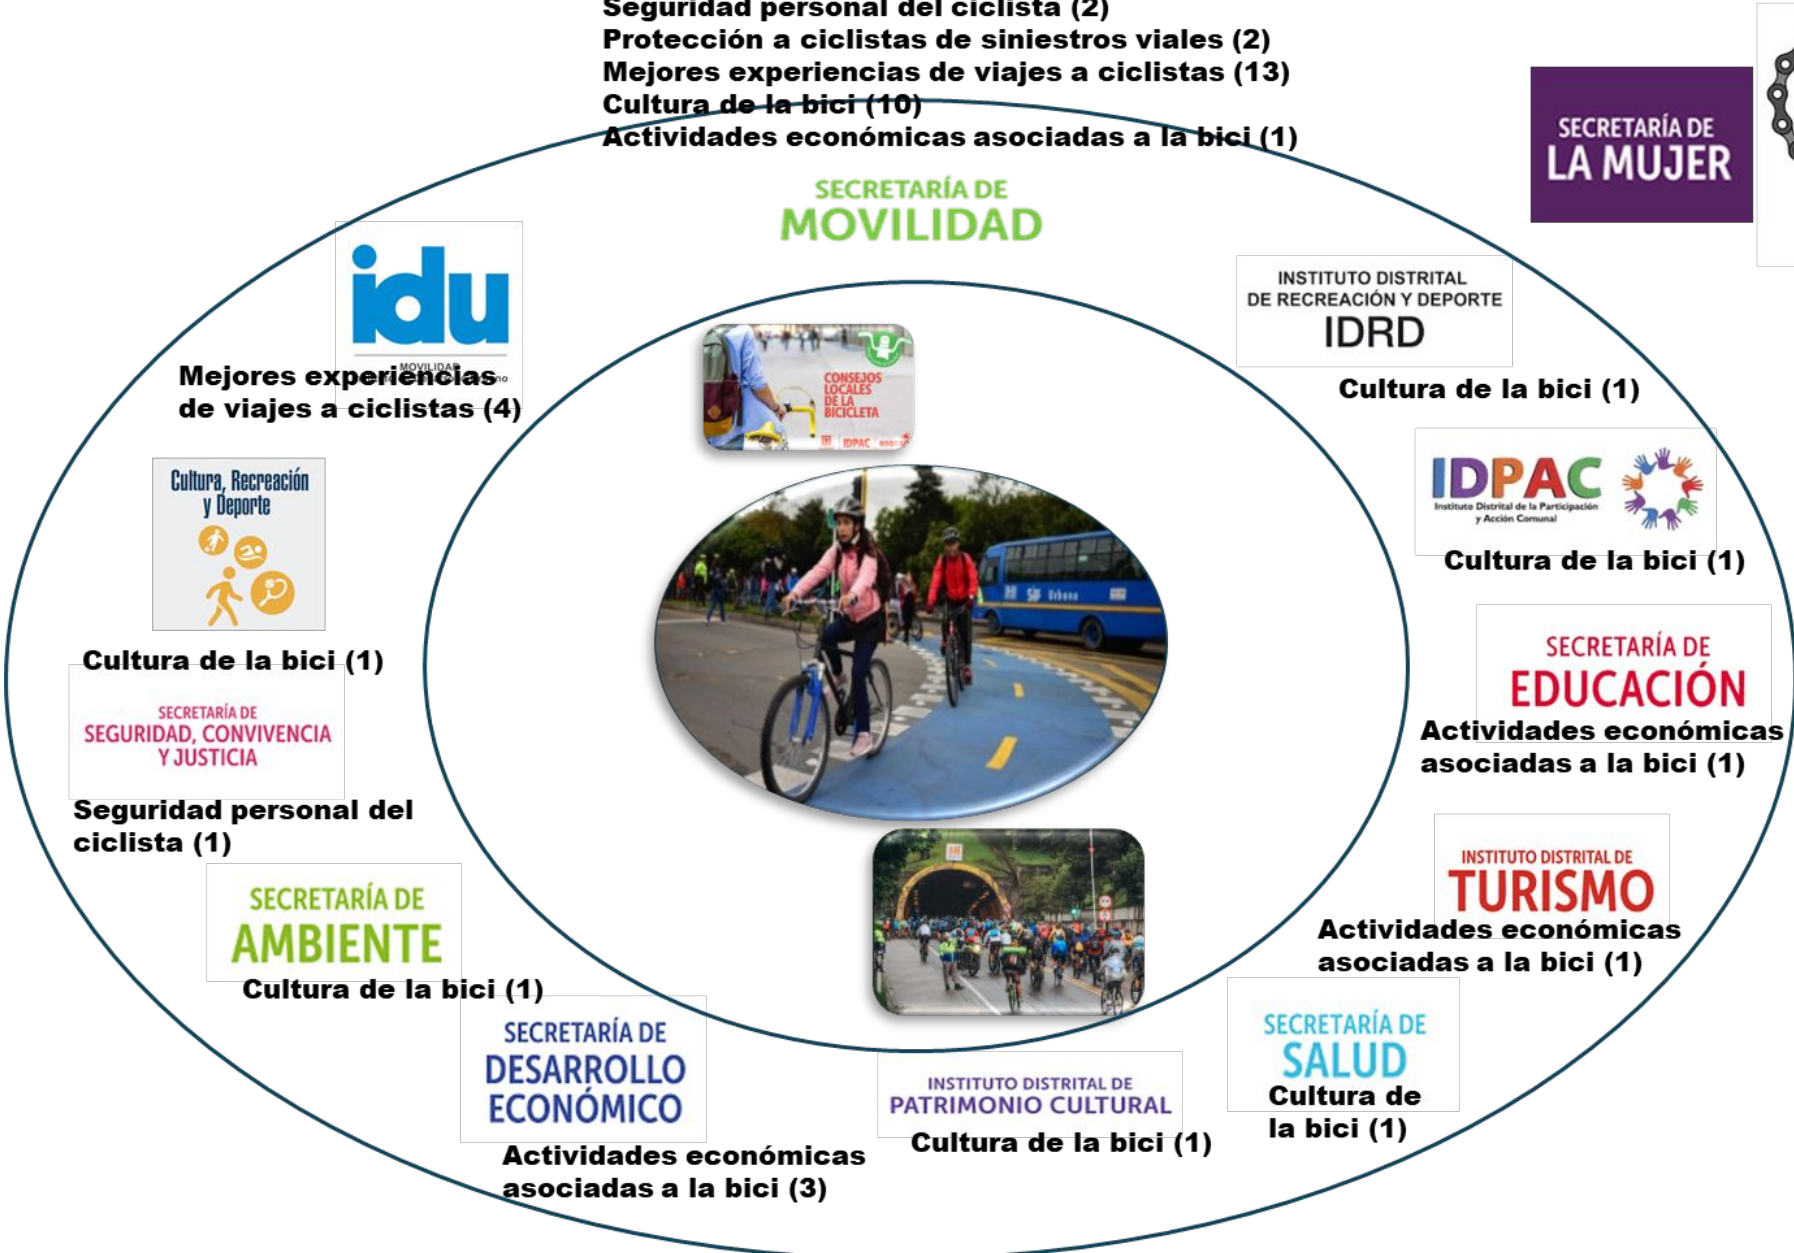 Seguridad personal del ciclista (2)
Protección a ciclistas de siniestros viales (2)
Mejores experiencias de viajes a ciclistas (13)
Cultura de la bici (10)
Actividades económicas asociadas a la bici (1)
SECRETARÍA DE
MOVILIDAD
SECRETARÍA DE
LA MUJER
idu
MOVILIDAD
Mejores experiencias
de viajes a ciclistas (4)
INSTITUTO DISTRITAL
DE RECREACIÓN Y DEPORTE
IDRD
Cultura de la bici (1)
CONSEJOS
LOCALES
DE LA
BICICLETA
IDPAC
IDPAC
Instituto Distrital de la Participación
y Acción Comunal
Cultura de la bici (1)
Cultura, Recreación
y Deporte
Cultura de la bici (1)
SECRETARÍA DE
SEGURIDAD, CONVIVENCIA
Y JUSTICIA
Seguridad personal del
ciclista (1)
Urbano
SECRETARÍA DE
EDUCACIÓN
Actividades económicas
asociadas a la bici (1)
INSTITUTO DISTRITAL DE
TURISMO
Actividades económicas
asociadas a la bici (1)
SECRETARÍA DE
AMBIENTE
Cultura de la bici (1)
SECRETARÍA DE
DESARROLLO
ECONÓMICO
Actividades económicas
asociadas a la bici (3)
INSTITUTO DISTRITAL DE
PATRIMONIO CULTURAL
Cultura de la bici (1)
SECRETARÍA DE
SALUD
Cultura de
la bici (1)